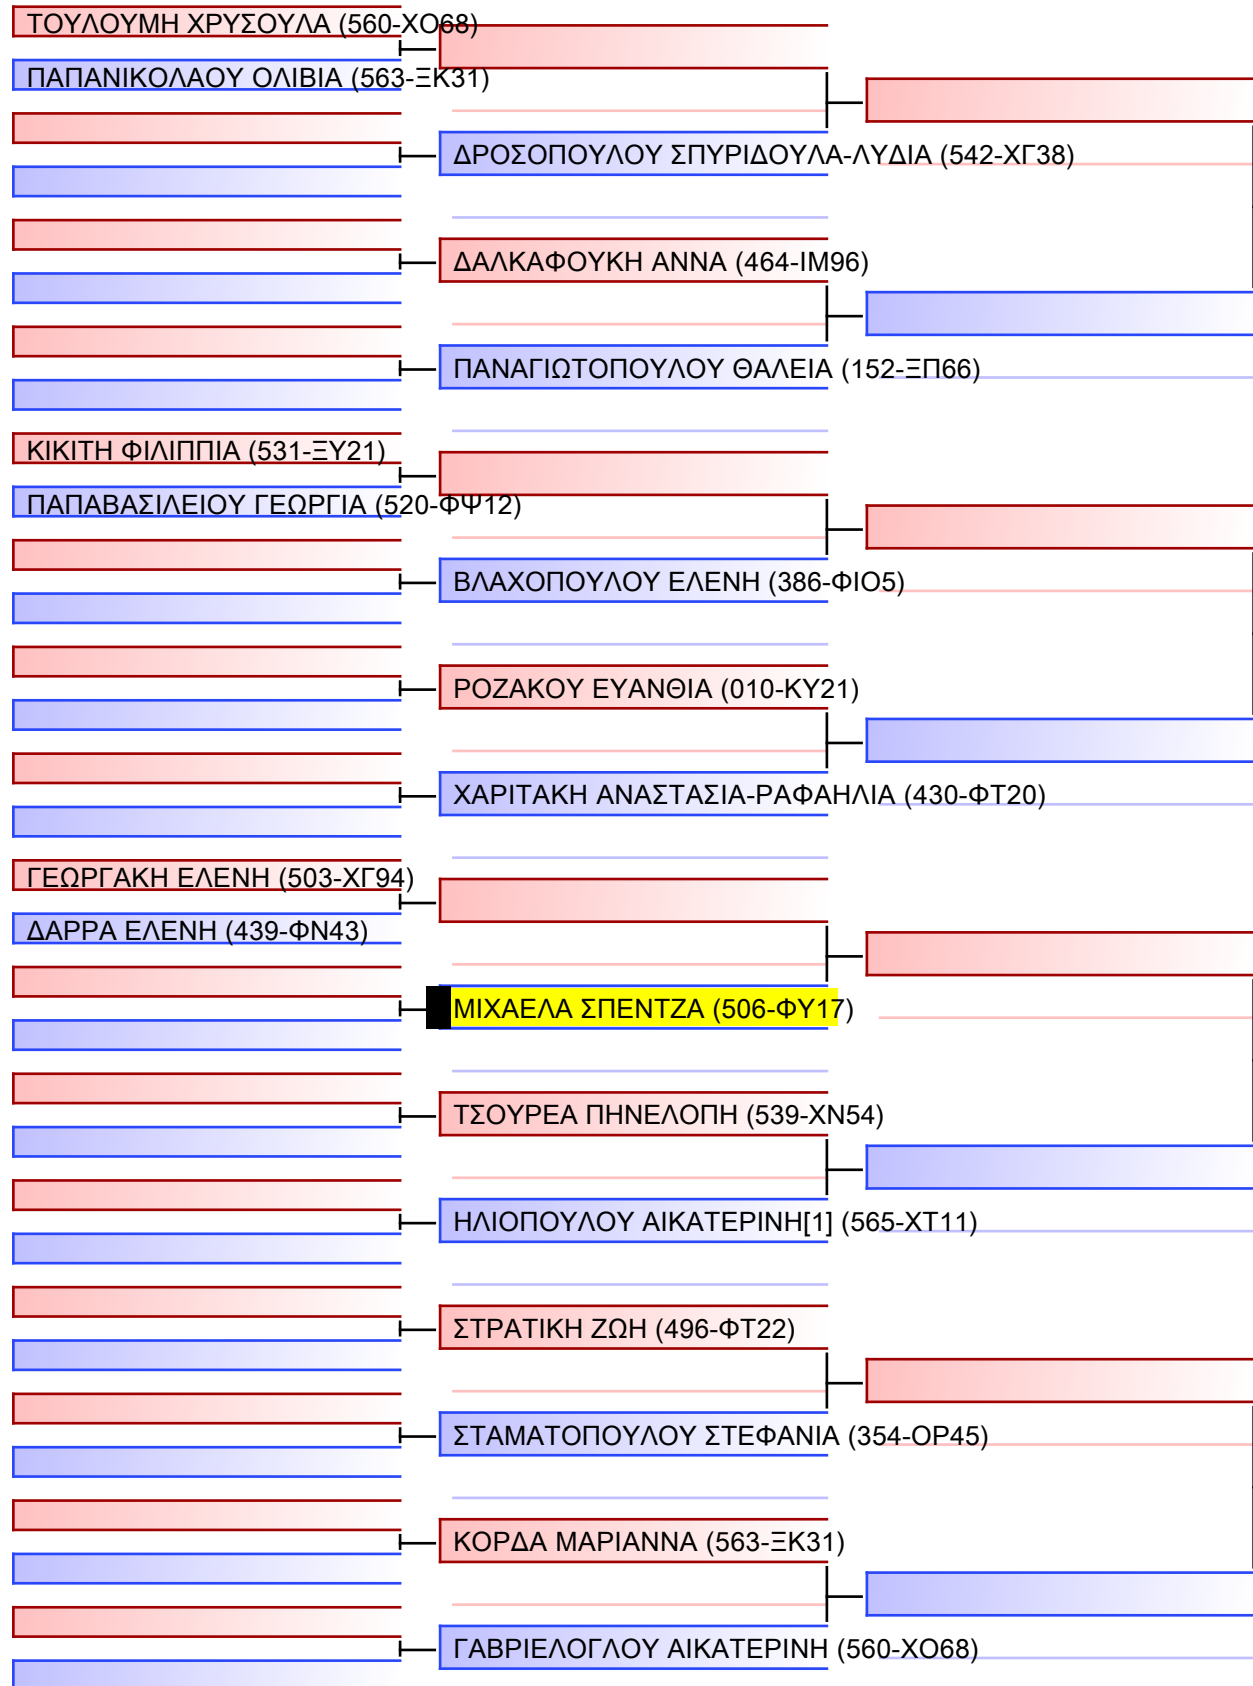 ΤΟΥΛΟΥΜΗ ΧΡΥΣΟΥΛΑ (560-ΧΟ68)
ΠΑΠΑΝΙΚΟΛΑΟΥ ΟΛΙΒΙΑ (563-ΞΚ31)
ΔΡΟΣΟΠΟΥΛΟΥ ΣΠΥΡΙΔΟΥΛΑ-ΛΥΔΙΑ (542-ΧΓ38)
ΔΑΛΚΑΦΟΥΚΗ ΑΝΝΑ (464-ΙΜ96)
ΠΑΝΑΓΙΩΤΟΠΟΥΛΟΥ ΘΑΛΕΙΑ (152-ΞΠ66)
ΚΙΚΙΤΗ ΦΙΛΙΠΠΙΑ (531-ΞΥ21)
ΠΑΠΑΒΑΣΙΛΕΙΟΥ ΓΕΩΡΓΙΑ (520-ΦΨ12)
ΒΛΑΧΟΠΟΥΛΟΥ ΕΛΕΝΗ (386-ΦΙΟ5)
ΡΟΖΑΚΟΥ ΕΥΑΝΘΙΑ (010-ΚΥ21)
ΧΑΡΙΤΑΚΗ ΑΝΑΣΤΑΣΙΑ-ΡΑΦΑΗΛΙΑ (430-ΦΤ20)
ΓΕΩΡΓΑΚΗ ΕΛΕΝΗ (503-ΧΓ94)
ΔΑΡΡΑ ΕΛΕΝΗ (439-ΦΝ43)
ΜΙΧΑΕΛΑ ΣΠΕΝΤΖΑ (506-ΦΥ17)
ΤΣΟΥΡΕΑ ΠΗΝΕΛΟΠΗ (539-ΧΝ54)
ΗΛΙΟΠΟΥΛΟΥ ΑΙΚΑΤΕΡΙΝΗ[1] (565-ΧΤ11)
ΣΤΡΑΤΙΚΗ ΖΩΗ (496-ΦΤ22)
ΣΤΑΜΑΤΟΠΟΥΛΟΥ ΣΤΕΦΑΝΙΑ (354-ΟΡ45)
ΚΟΡΔΑ ΜΑΡΙΑΝΝΑ (563-ΞΚ31)
ΓΑΒΡΙΕΛΟΓΛΟΥ ΑΙΚΑΤΕΡΙΝΗ (560-ΧΟ68)